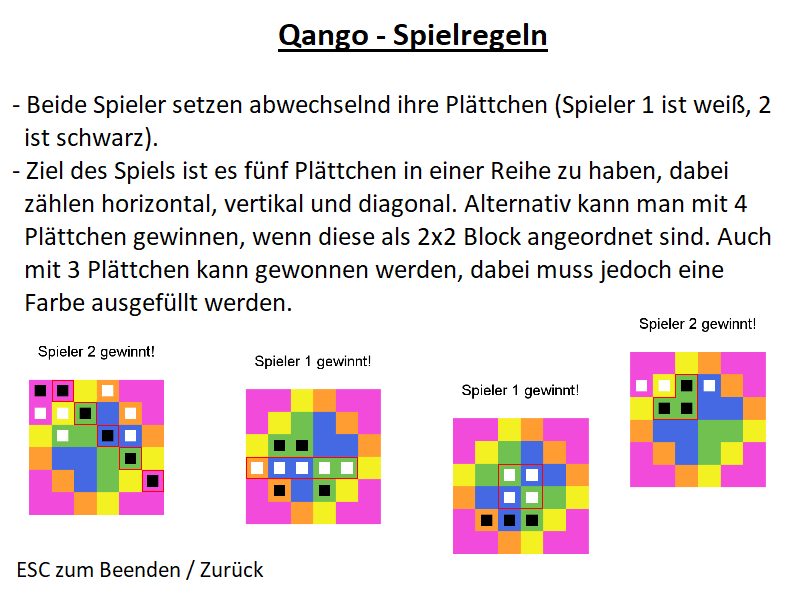 Qango - Spielregeln
- Beide Spieler setzen abwechselnd ihre Plättchen (Spieler 1 ist weiß, 2
ist schwarz).
- Ziel des Spiels ist es fünf Plättchen in einer Reihe zu haben, dabei
zählen horizontal, vertikal und diagonal. Alternativ kann man mit 4
Plättchen gewinnen, wenn diese als 2x2 Block angeordnet sind. Auch
mit 3 Plättchen kann gewonnen werden, dabei muss jedoch eine
Farbe ausgefüllt werden.
Spieler 2 gewinnt!
Spieler 1 gewinnt!
Spieler 1 gewinnt!
Spieler 2 gewinnt!
ESC zum Beenden / Zurück